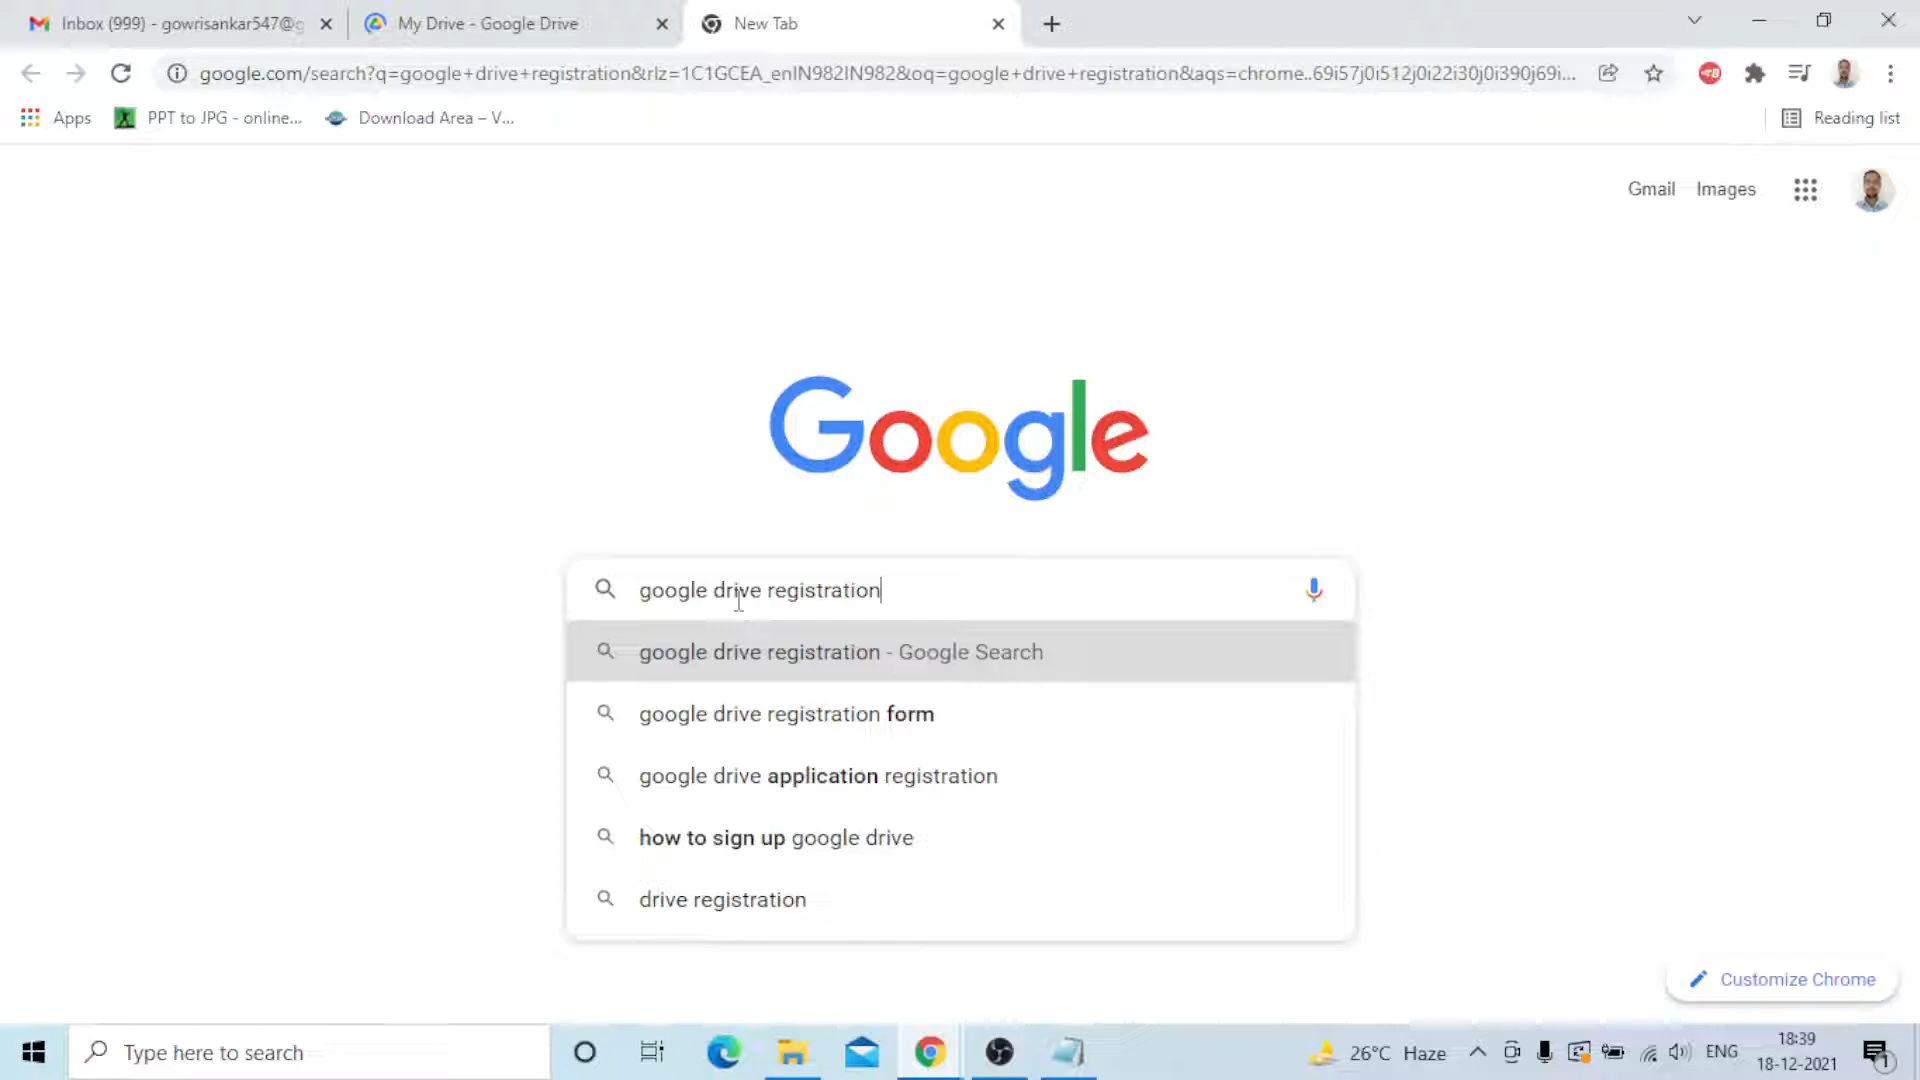 Inbox (999) - gowrisankar547@g
My Drive - Google Drive
New Tab
google.com/search?q=google+drive+registration&rlz=1C1GCEA_enIN982IN982&oq=google+drive+registration&aqs=chrome..69i57j0i512j0i22i30j0i390j69i...
Apps
PPT to JPG - online...
Download Area – V...
Reading list
Gmail
Images
Google
google drive registration
google drive registration - Google Search
google drive registration form
google drive application registration
how to sign up google drive
drive registration
Customize Chrome
Type here to search
26°C Haze
ENG
18:39
18-12-2021
1